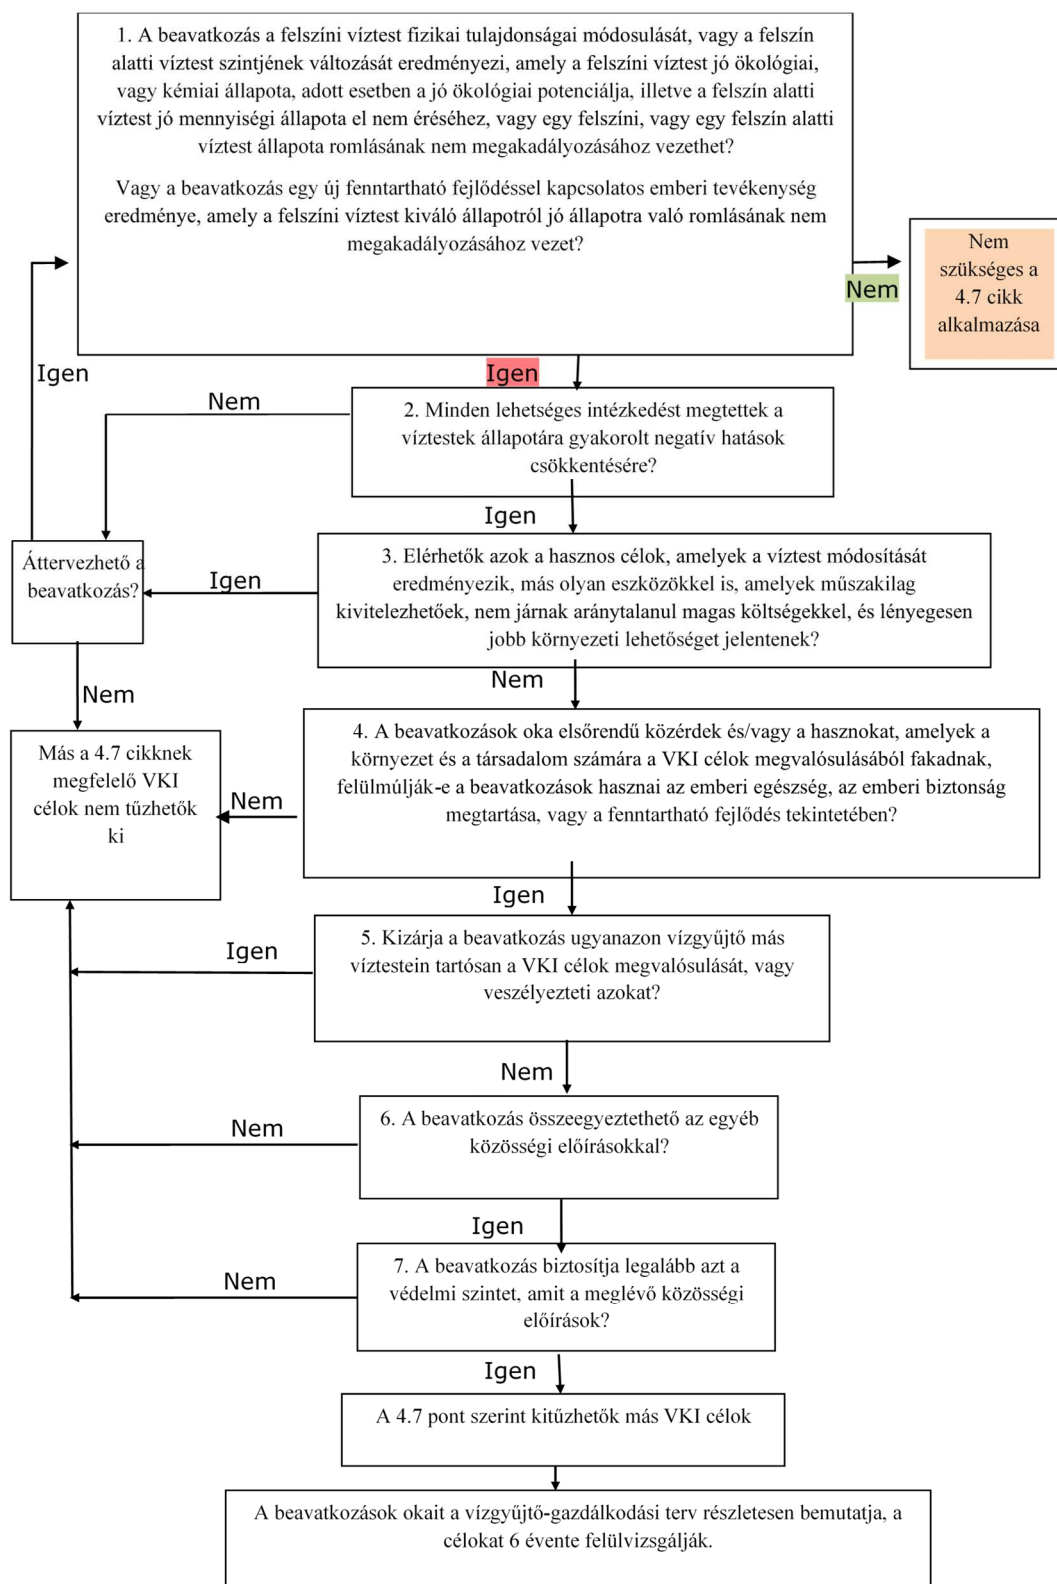 1. A beavatkozás a felszíni víztest fizikai tulajdonságai módosulását, vagy a felszín
alatti víztest szintjének változását eredményezi, amely a felszíni víztest jó ökológiai,
vagy kémiai állapota, adott esetben a jó ökológiai potenciálja, illetve a felszín alatti
víztest jó mennyiségi állapota el nem éréséhez, vagy egy felszíni, vagy egy felszín alatti
víztest állapota romlásának nem megakadályozásához vezethet?
Vagy a beavatkozás egy új fenntartható fejlődéssel kapcsolatos emberi tevékenység
eredménye, amely a felszíni víztest kiváló állapotról jó állapotra való romlásának nem
megakadályozásához vezet?
Nem
Nem
szükséges a
4.7 cikk
alkalmazása
Igen
Igen
Nem
2. Minden lehetséges intézkedést megtettek a
víztestek állapotára gyakorolt negatív hatások
csökkentésére?
Igen
Áttervezhető a
beavatkozás?
Igen
3. Elérhetők azok a hasznos célok, amelyek a víztest módosítását
eredményezik, más olyan eszközökkel is, amelyek műszakilag
kivitelezhetőek, nem járnak aránytalanul magas költségekkel, és lényegesen
jobb környezeti lehetőséget jelentenek?
Nem
Nem
Más a 4.7 cikknek
megfelelő VKI
célok nem tűzhetők
ki
Nem
4. A beavatkozások oka elsőrendű közérdek és/vagy a hasznokat, amelyek a
környezet és a társadalom számára a VKI célok megvalósulásából fakadnak,
felülmúlják-e a beavatkozások hasznai az emberi egészség, az emberi biztonság
megtartása, vagy a fenntartható fejlődés tekintetében?
Igen
Igen
5. Kizárja a beavatkozás ugyanazon vízgyűjtő más
víztestein tartósan a VKI célok megvalósulását, vagy
veszélyezteti azokat?
Nem
Nem
6. A beavatkozás összeegyeztethető az egyéb
közösségi előírásokkal?
Igen
Nem
7. A beavatkozás biztosítja legalább azt a
védelmi szintet, amit a meglévő közösségi
előírások?
Igen
A 4.7 pont szerint kitűzhetők más VKI célok
A beavatkozások okait a vízgyűjtő-gazdálkodási terv részletesen bemutatja, a
célokat 6 évente felülvizsgálják.